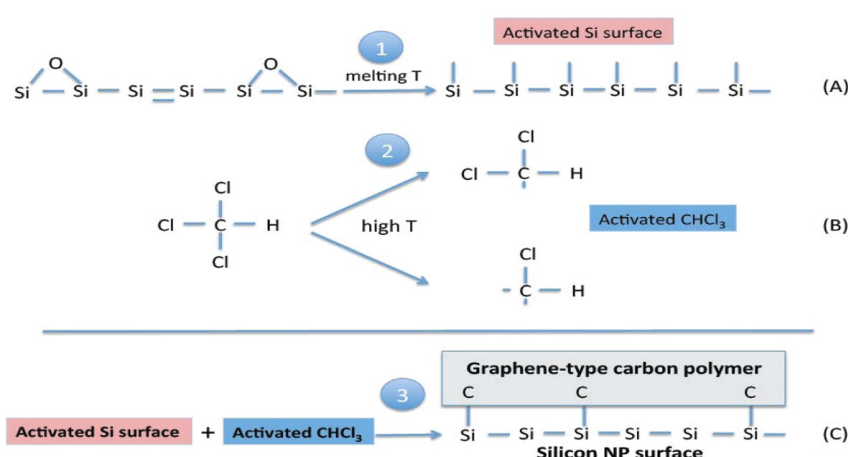 Activated Si surface
1
melting T
O O
Si Si Si Si Si Si Si Si Si Si Si Si (A)
2
Cl
Cl C H
Cl
Cl C H
Cl
high T
Activated CHCl₃
(B)
Cl
C H
Graphene-type carbon polymer
3
C C C
Activated Si surface + Activated CHCl₃
Si Si Si Si Si Si (C)
Silicon NP surface